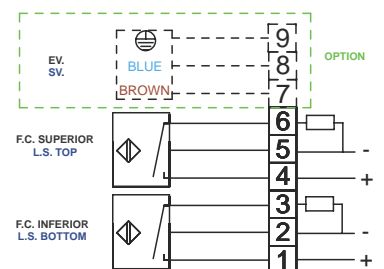 9
EV.
SV.
BLUE
8
OPTION
BROWN
7
6
F.C. SUPERIOR
L.S. TOP
5
-
4
+
3
F.C. INFERIOR
L.S. BOTTOM
2
-
1
+